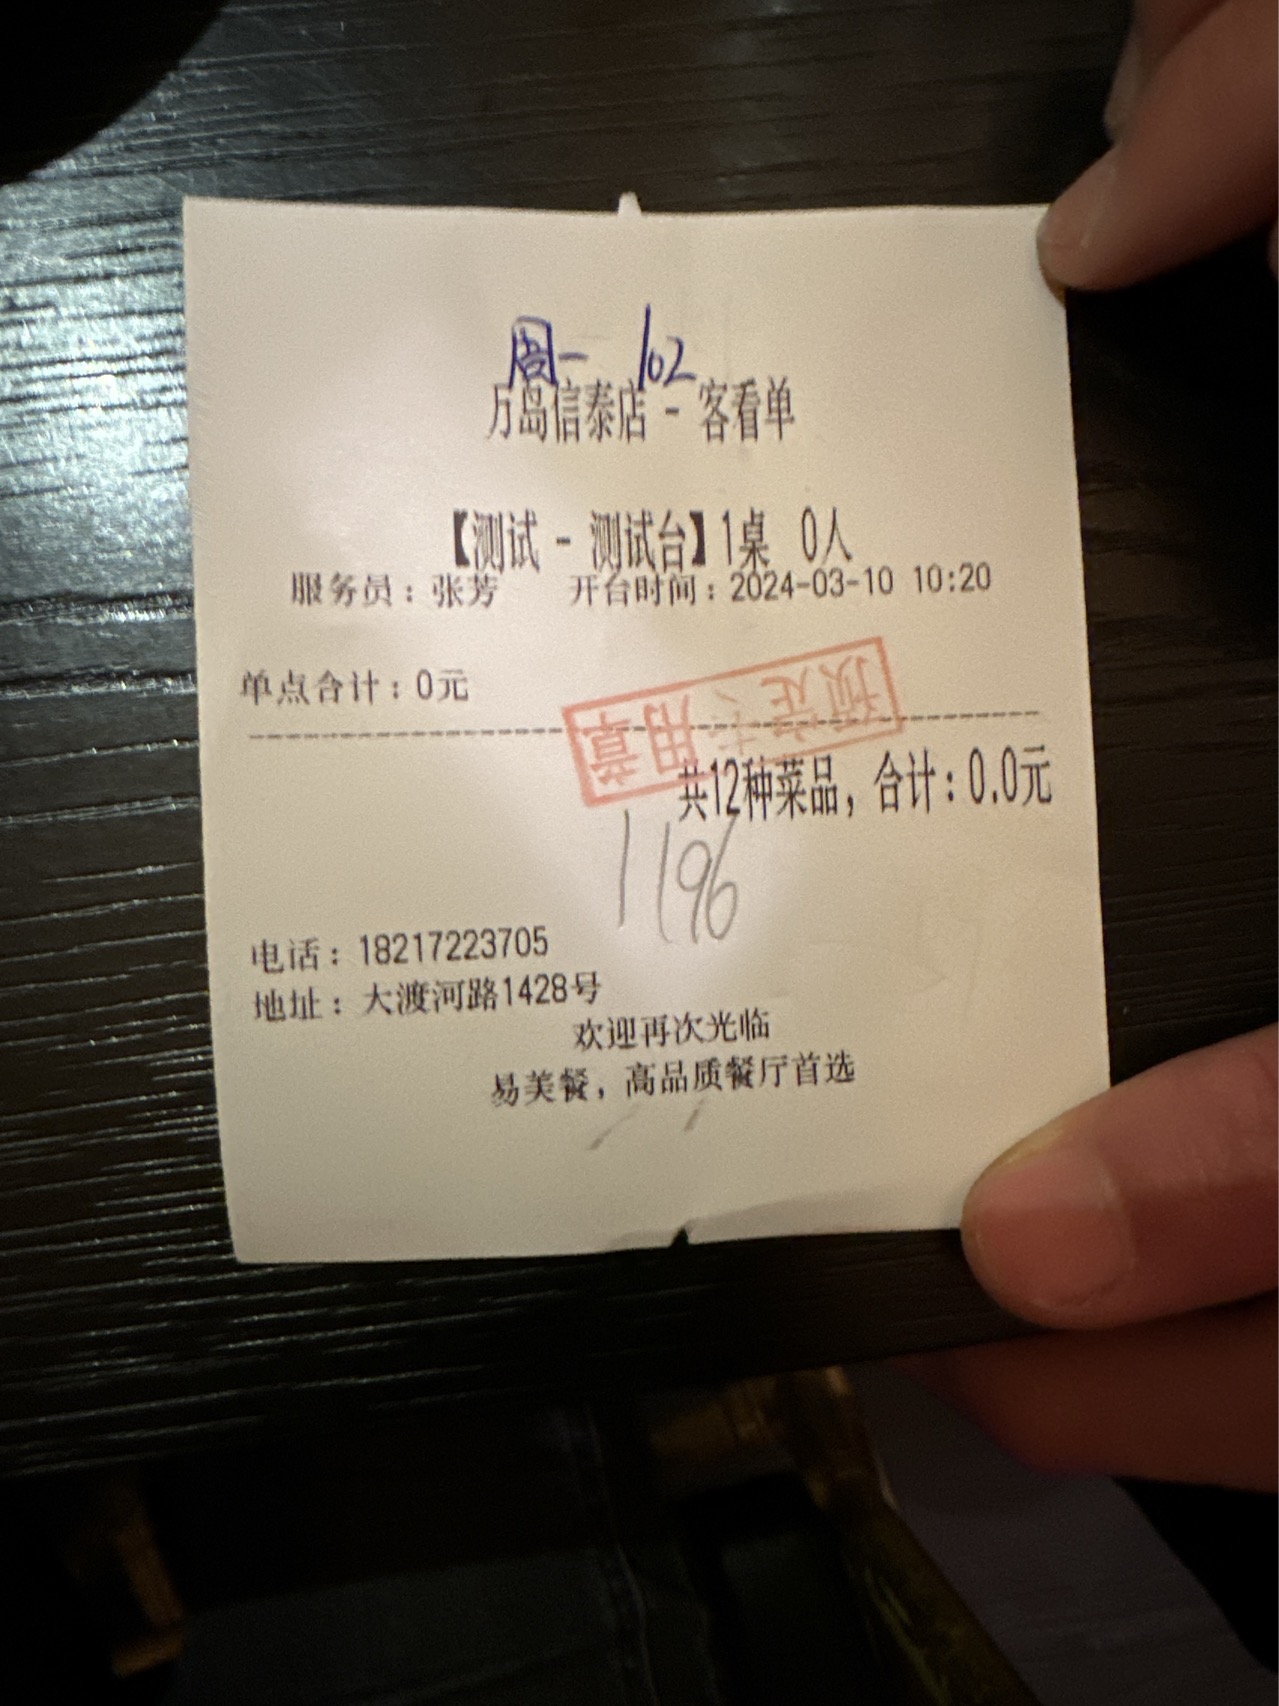 周一 102
万岛信泰店 - 客看单
【测试 - 测试台】1桌 0人
服务员：张芳 开台时间：2024-03-10 10:20
单点合计：0元
预定专用章
共12种菜品，合计：0.0元
1196
电话：18217223705
地址：大渡河路1428号
欢迎再次光临
易美餐，高品质餐厅首选